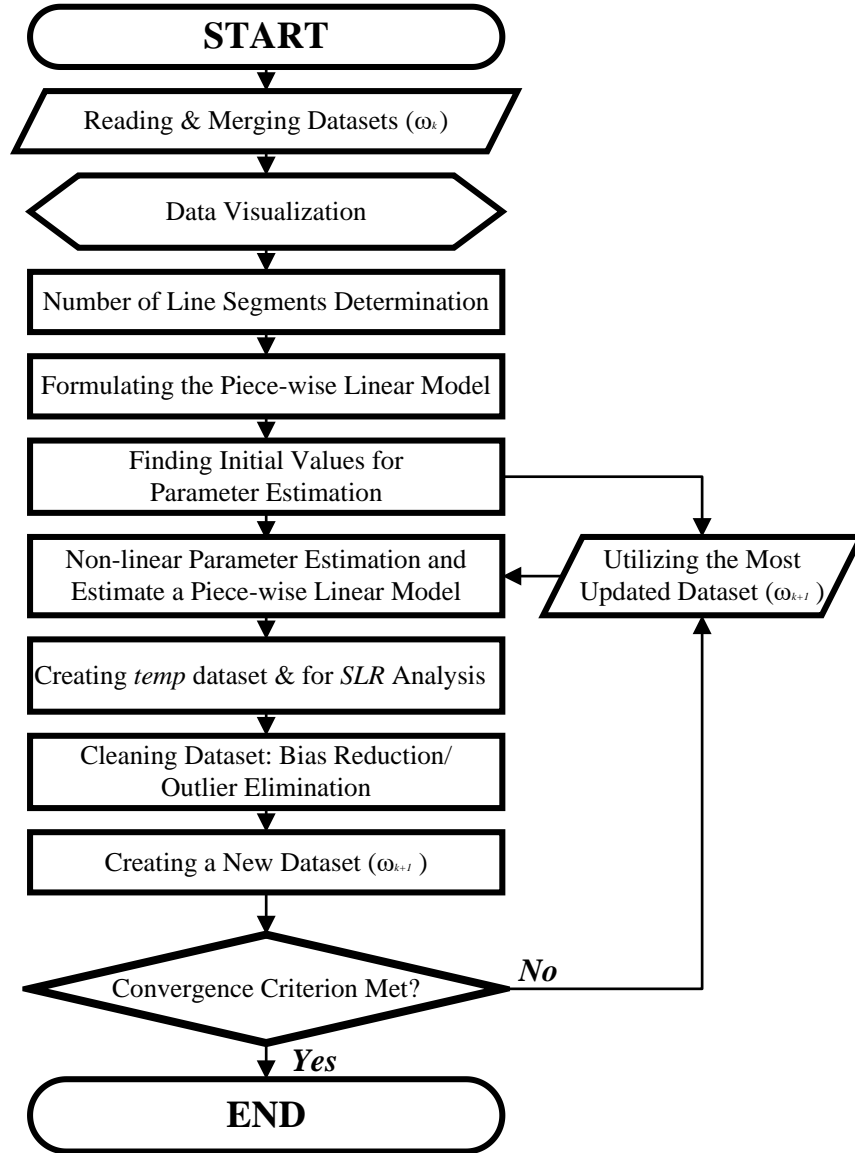 START
Reading & Merging Datasets (ωk)
Data Visualization
Number of Line Segments Determination
Formulating the Piece-wise Linear Model
Finding Initial Values for
Parameter Estimation
Non-linear Parameter Estimation and
Estimate a Piece-wise Linear Model
Utilizing the Most
Updated Dataset (ωk+1 )
Creating temp dataset & for SLR Analysis
Cleaning Dataset: Bias Reduction/
Outlier Elimination
Creating a New Dataset (ωk+1 )
Convergence Criterion Met?
No
Yes
END